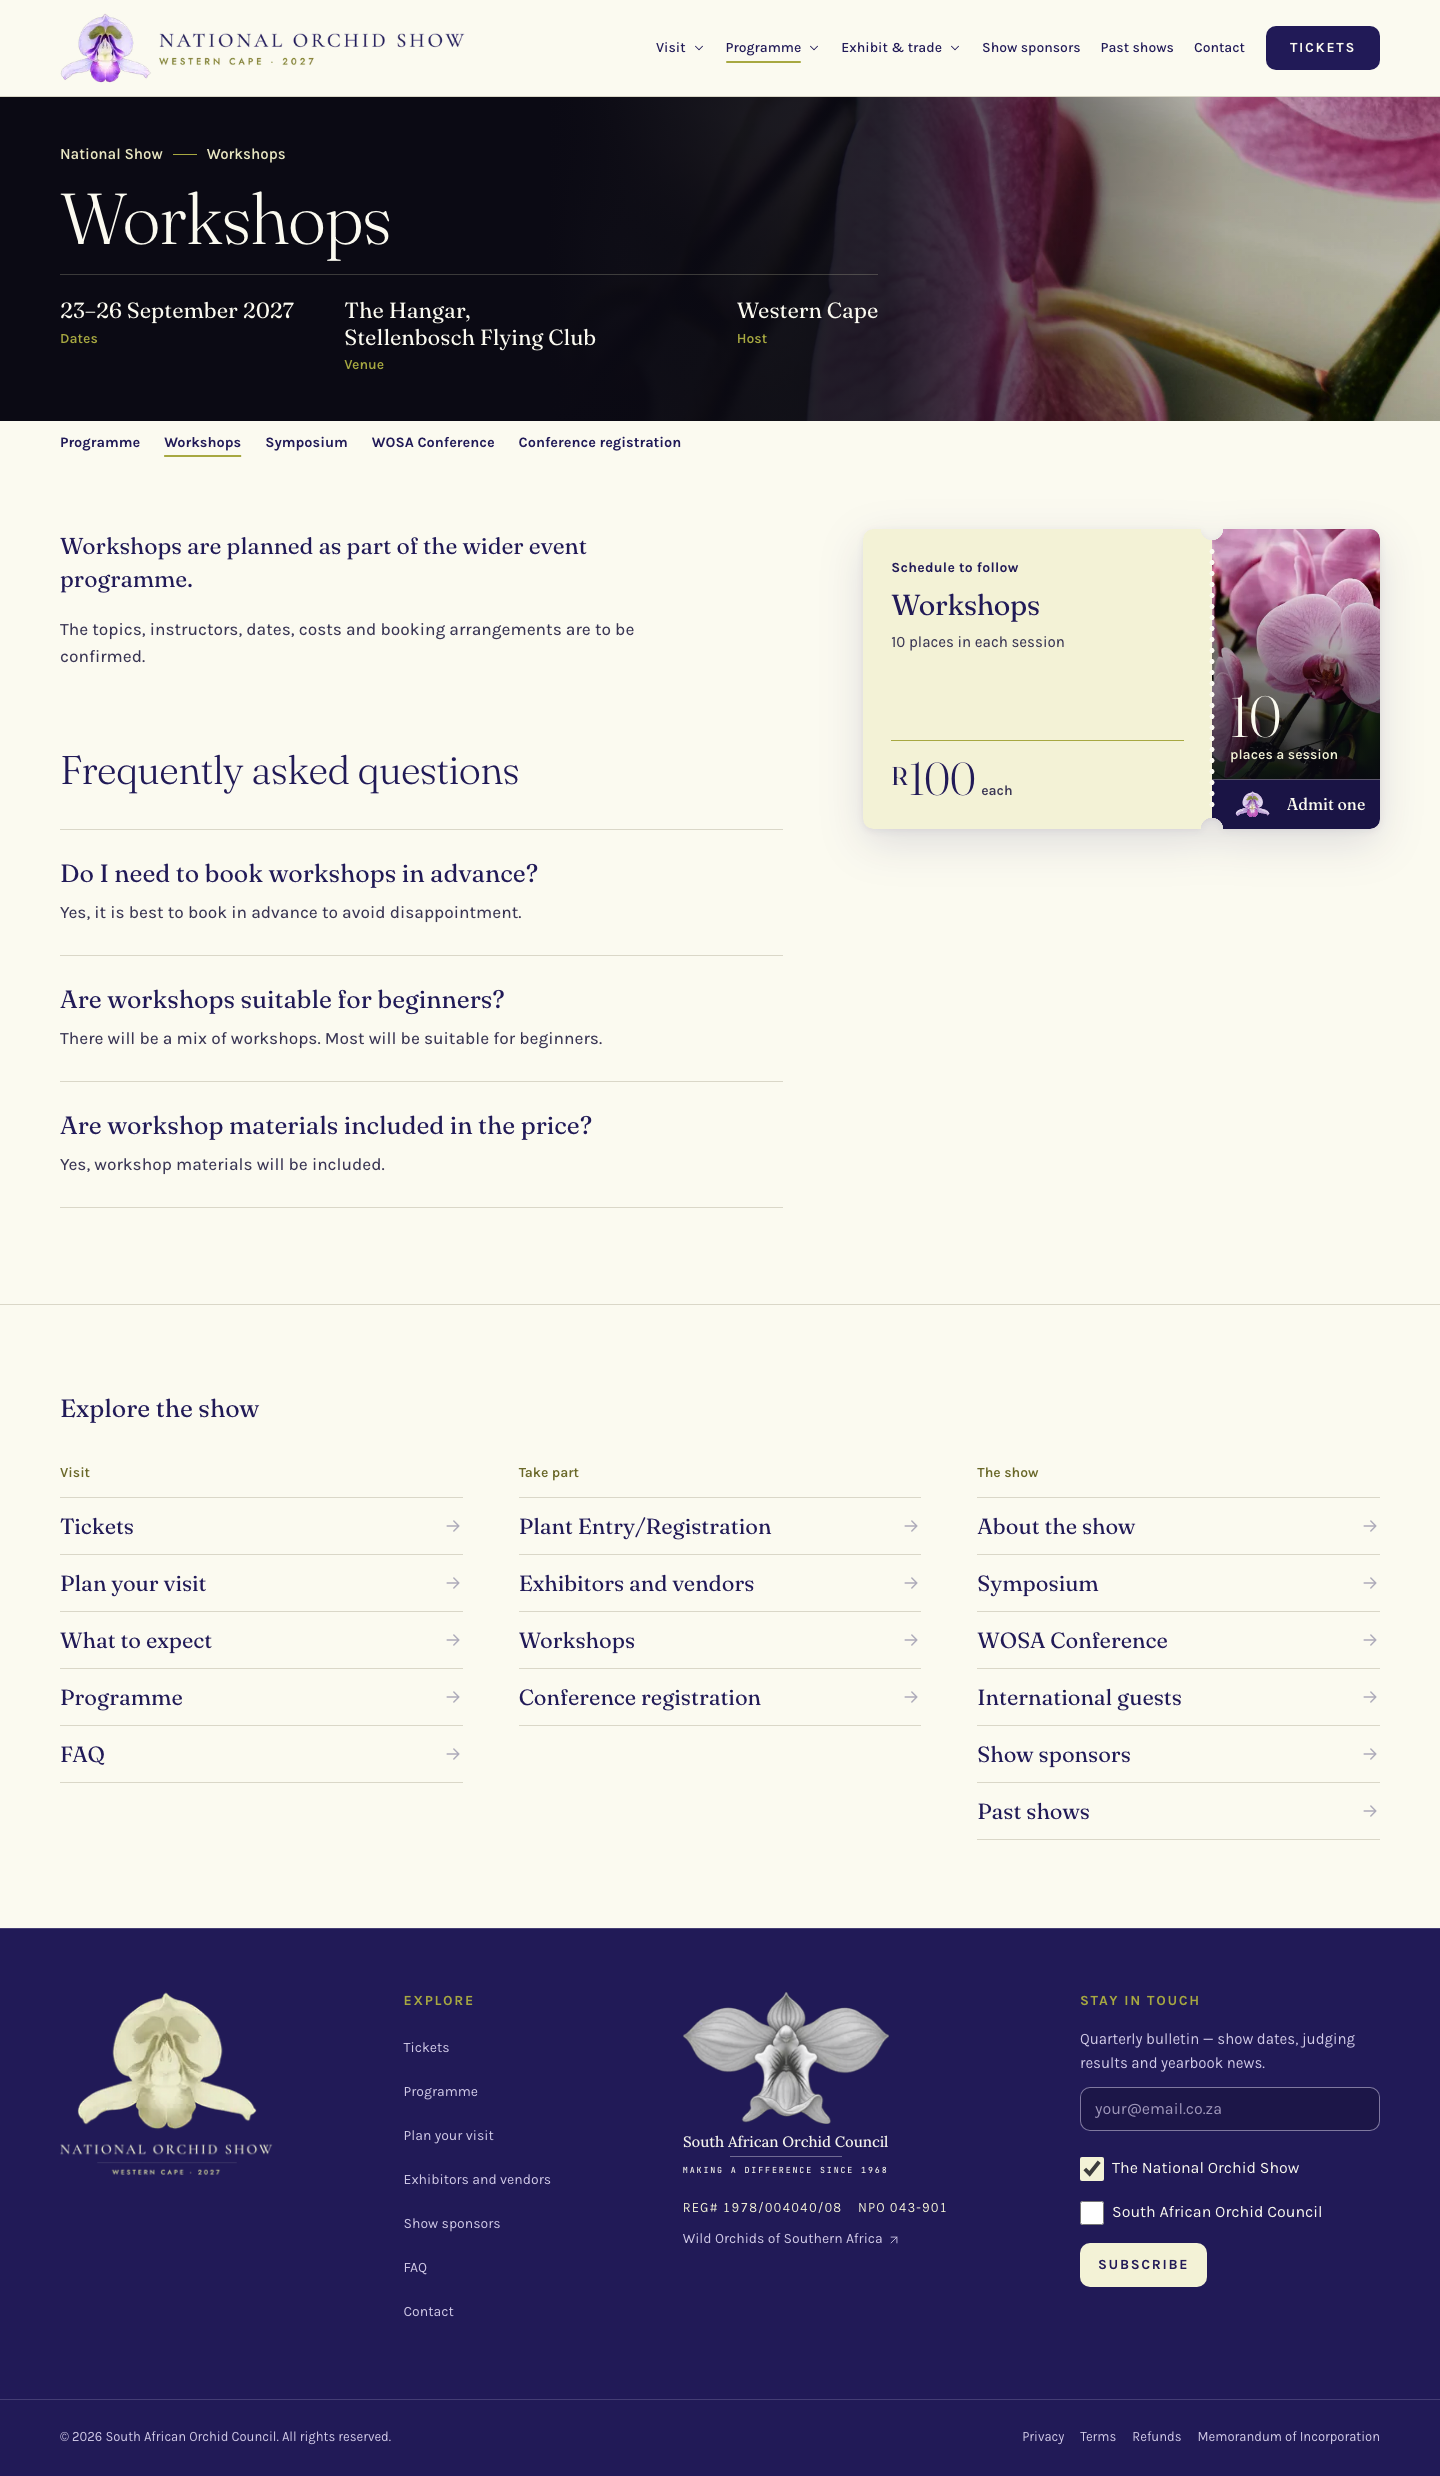 NATIONAL ORCHID SHOW
WESTERN CAPE · 2027
Visit
Programme
Exhibit & trade
Show sponsors
Past shows
Contact
TICKETS
National Show — Workshops
Workshops
23–26 September 2027
Dates
The Hangar,
Stellenbosch Flying Club
Venue
Western Cape
Host
Programme
Workshops
Symposium
WOSA Conference
Conference registration
Workshops are planned as part of the wider event
programme.
The topics, instructors, dates, costs and booking arrangements are to be
confirmed.
Schedule to follow
Workshops
10 places in each session
R100 each
10
places a session
Admit one
Frequently asked questions
Do I need to book workshops in advance?
Yes, it is best to book in advance to avoid disappointment.
Are workshops suitable for beginners?
There will be a mix of workshops. Most will be suitable for beginners.
Are workshop materials included in the price?
Yes, workshop materials will be included.
Explore the show
Visit
Tickets
Plan your visit
What to expect
Programme
FAQ
Take part
Plant Entry/Registration
Exhibitors and vendors
Workshops
Conference registration
The show
About the show
Symposium
WOSA Conference
International guests
Show sponsors
Past shows
NATIONAL ORCHID SHOW
WESTERN CAPE · 2027
EXPLORE
Tickets
Programme
Plan your visit
Exhibitors and vendors
Show sponsors
FAQ
Contact
South African Orchid Council
MAKING A DIFFERENCE SINCE 1968
REG# 1978/004040/08 NPO 043-901
Wild Orchids of Southern Africa
STAY IN TOUCH
Quarterly bulletin — show dates, judging
results and yearbook news.
your@email.co.za
The National Orchid Show
South African Orchid Council
SUBSCRIBE
© 2026 South African Orchid Council. All rights reserved.
Privacy
Terms
Refunds
Memorandum of Incorporation